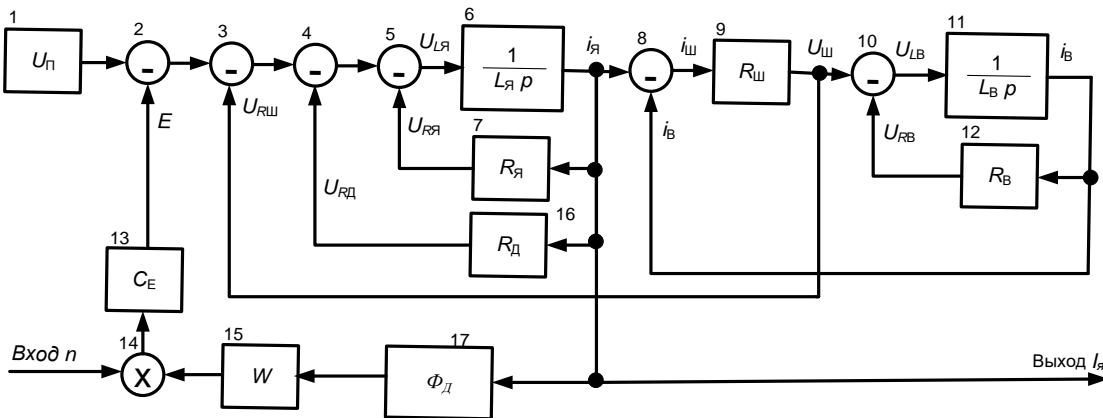 1
U_П
2
-
3
-
4
-
5
-
U_LЯ
6
1
L_Я p
i_Я
8
-
i_Ш
9
R_Ш
U_Ш
10
-
U_LВ
11
1
L_В p
i_В
E
U_RШ
U_RД
U_RЯ
7
R_Я
i_В
U_RВ
12
R_В
16
R_Д
13
C_Е
Вход n
14
X
15
W
17
Φ_Д
Выход I_я